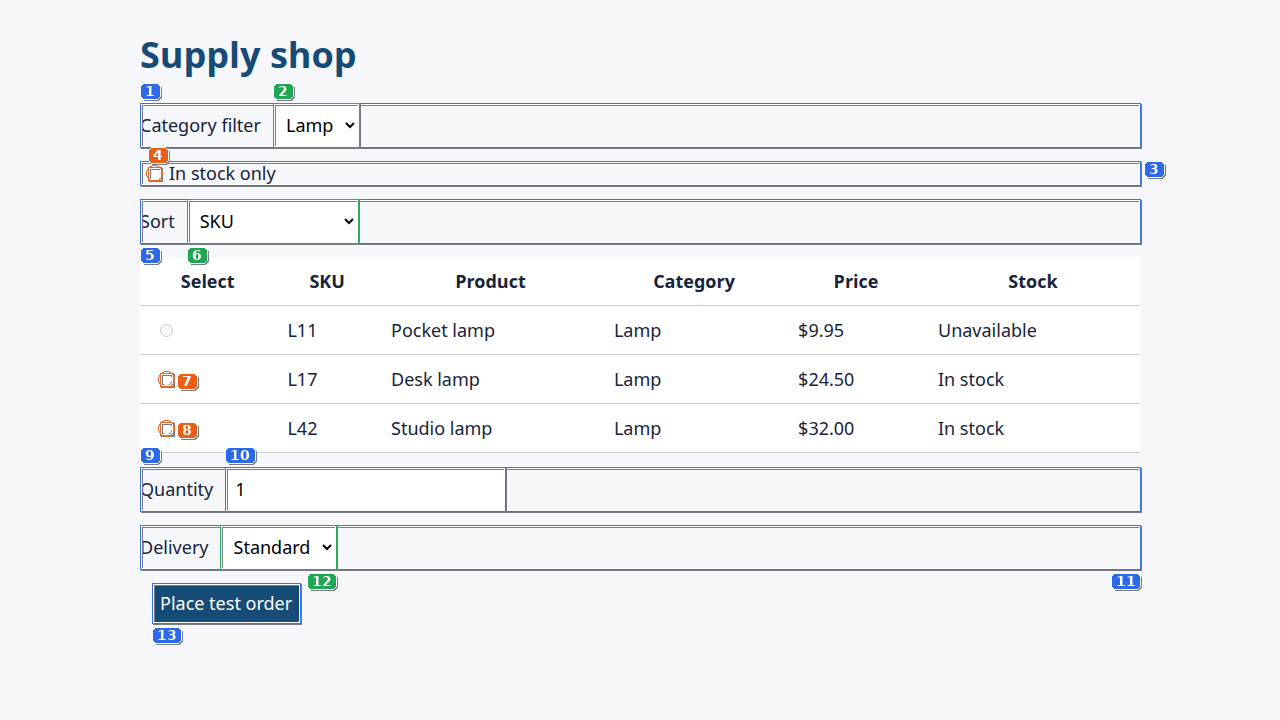 Supply shop
1 2
Category filter Lamp
4
In stock only 3
Sort SKU
5 6
Select SKU Product Category Price Stock
L11 Pocket lamp Lamp $9.95 Unavailable
7 L17 Desk lamp Lamp $24.50 In stock
8 L42 Studio lamp Lamp $32.00 In stock
9 10
Quantity 1
Delivery Standard
12 11
Place test order
13